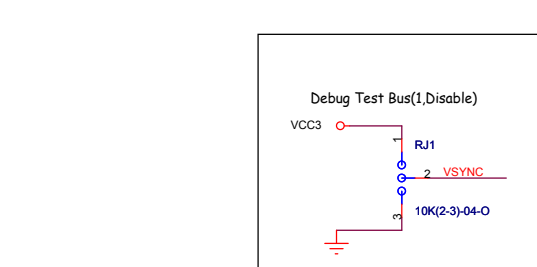 Debug Test Bus(1,Disable)
VCC3
1
RJ1
2 VSYNC
10K(2-3)-04-O
3